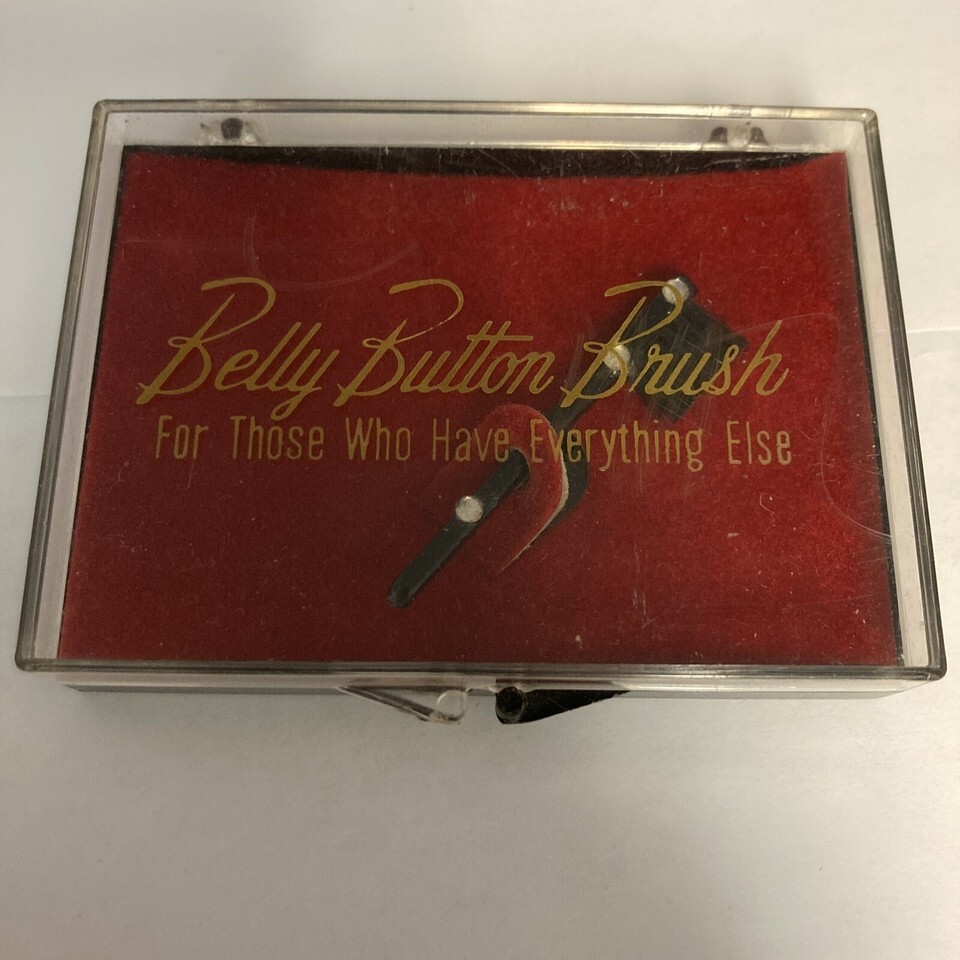 Belly Button Brush
For Those Who Have Everything Else